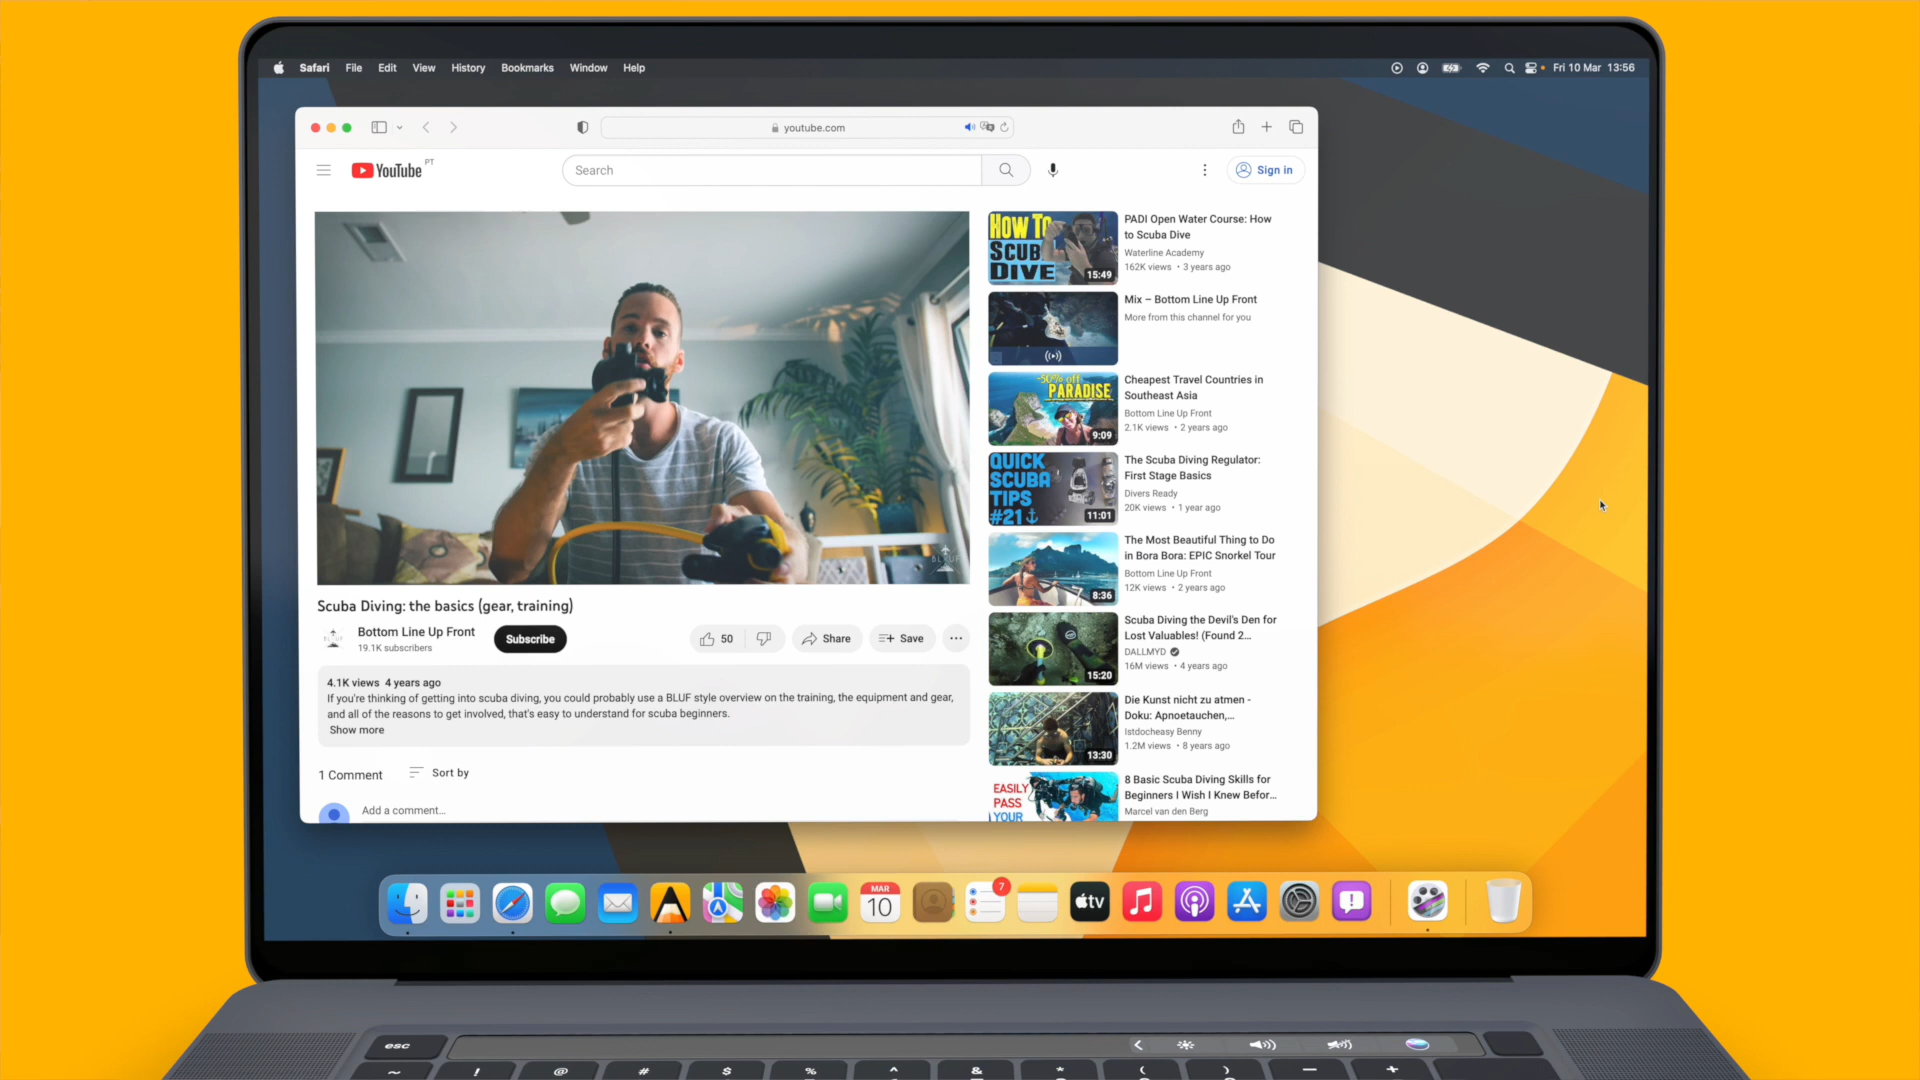 Safari File Edit View History Bookmarks Window Help
Fri 10 Mar 13:56
youtube.com
YouTube PT
Search
Sign in
Scuba Diving: the basics (gear, training)
Bottom Line Up Front
19.1K subscribers
Subscribe
50
Share
Save
4.1K views 4 years ago
If you're thinking of getting into scuba diving, you could probably use a BLUF style overview on the training, the equipment and gear,
and all of the reasons to get involved, that's easy to understand for scuba beginners.
Show more
1 Comment
Sort by
Add a comment...
HOW TO
SCUB
DIVE
15:49
PADI Open Water Course: How
to Scuba Dive
Waterline Academy
162K views • 3 years ago
Mix – Bottom Line Up Front
More from this channel for you
-50% off
PARADISE
9:09
Cheapest Travel Countries in
Southeast Asia
Bottom Line Up Front
2.1K views • 2 years ago
QUICK
SCUBA
TIPS
#21
11:01
The Scuba Diving Regulator:
First Stage Basics
Divers Ready
20K views • 1 year ago
8:36
The Most Beautiful Thing to Do
in Bora Bora: EPIC Snorkel Tour
Bottom Line Up Front
12K views • 2 years ago
15:20
Scuba Diving the Devil's Den for
Lost Valuables! (Found 2...
DALLMYD
16M views • 4 years ago
13:30
Die Kunst nicht zu atmen -
Doku: Apnoetauchen,...
Istdocheasy Benny
1.2M views • 8 years ago
EASILY
PASS
YOUR
8 Basic Scuba Diving Skills for
Beginners I Wish I Knew Befor...
Marcel van den Berg
MAR
10
7
tv
esc
~ ! @ # $ % ^ & * ( ) — +